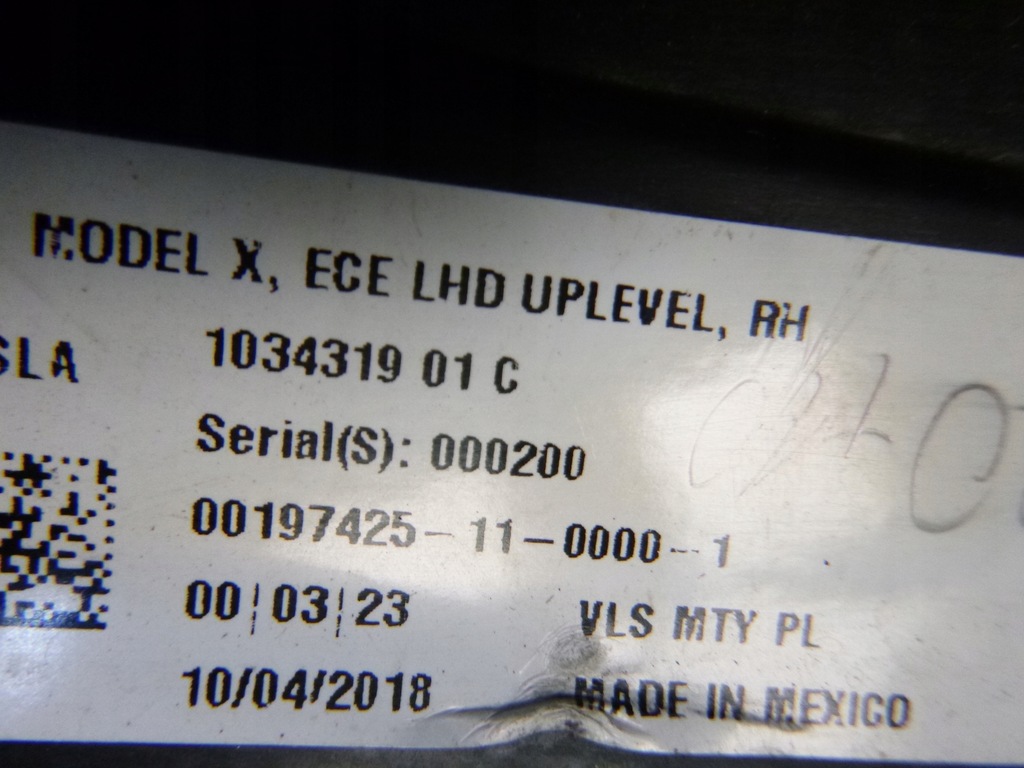 MODEL X, ECE LHD UPLEVEL, RH
SLA 1034319 01 C
Serial(S): 000200
00197425-11-0000-1
00|03|23 VLS MTY PL
10/04/2018 MADE IN MEXICO